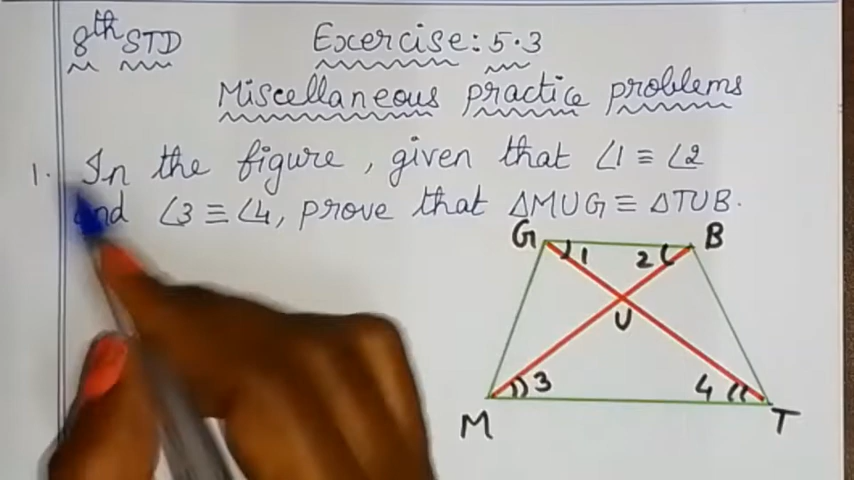 8th STD Exercise: 5.3
Miscellaneous practice problems
1. In the figure, given that ∠1 ≡ ∠2
and ∠3 ≡ ∠4, prove that ΔMUG ≡ ΔTUB.
G B
1 2
U
3 4
M T